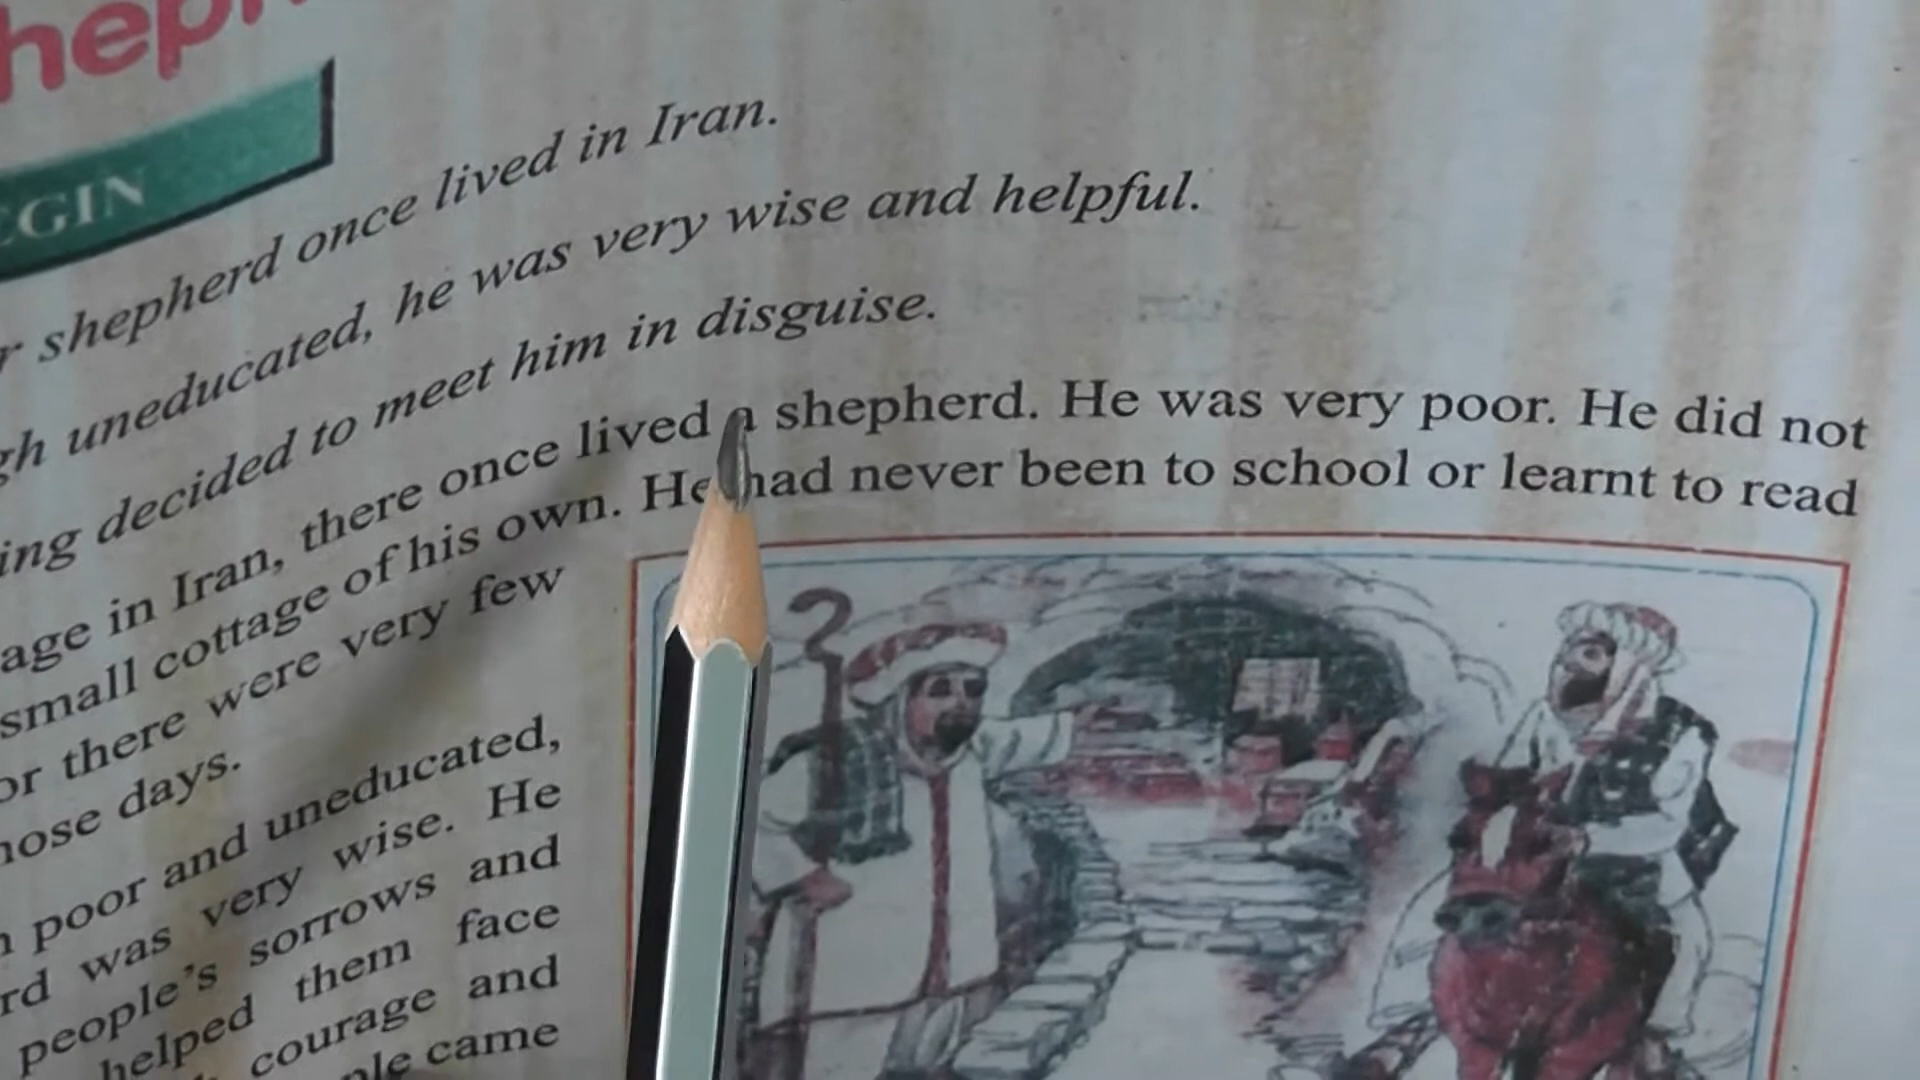 hep
EGIN
r shepherd once lived in Iran.
gh uneducated, he was very wise and helpful.
ing decided to meet him in disguise.
age in Iran, there once lived a shepherd. He was very poor. He did not
small cottage of his own. He had never been to school or learnt to read
or there were very few
hose days.
poor and uneducated,
rd was very wise. He
people's sorrows and
helped them face
courage and
ple came